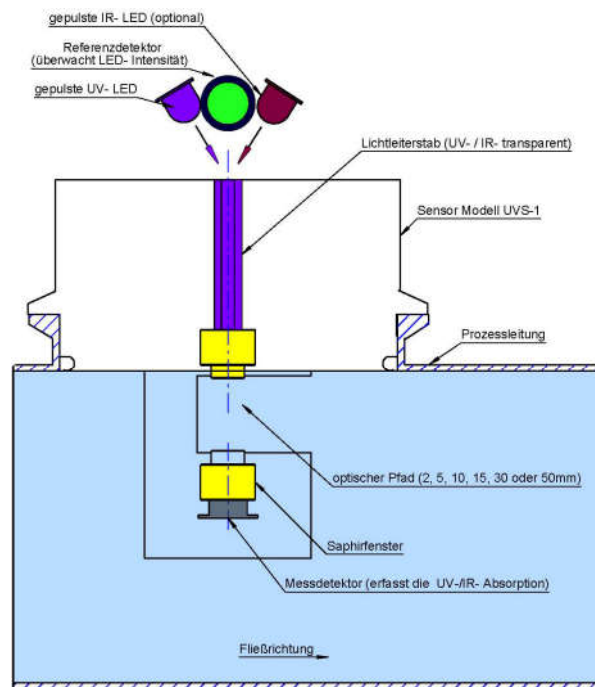 gepulste IR- LED (optional)
Referenzdetektor
(überwacht LED- Intensität)
gepulste UV- LED
Lichtleiterstab (UV- / IR- transparent)
Sensor Modell UVS-1
Prozessleitung
optischer Pfad (2, 5, 10, 15, 30 oder 50mm)
Saphirfenster
Messdetektor (erfasst die UV-/IR- Absorption)
Fließrichtung